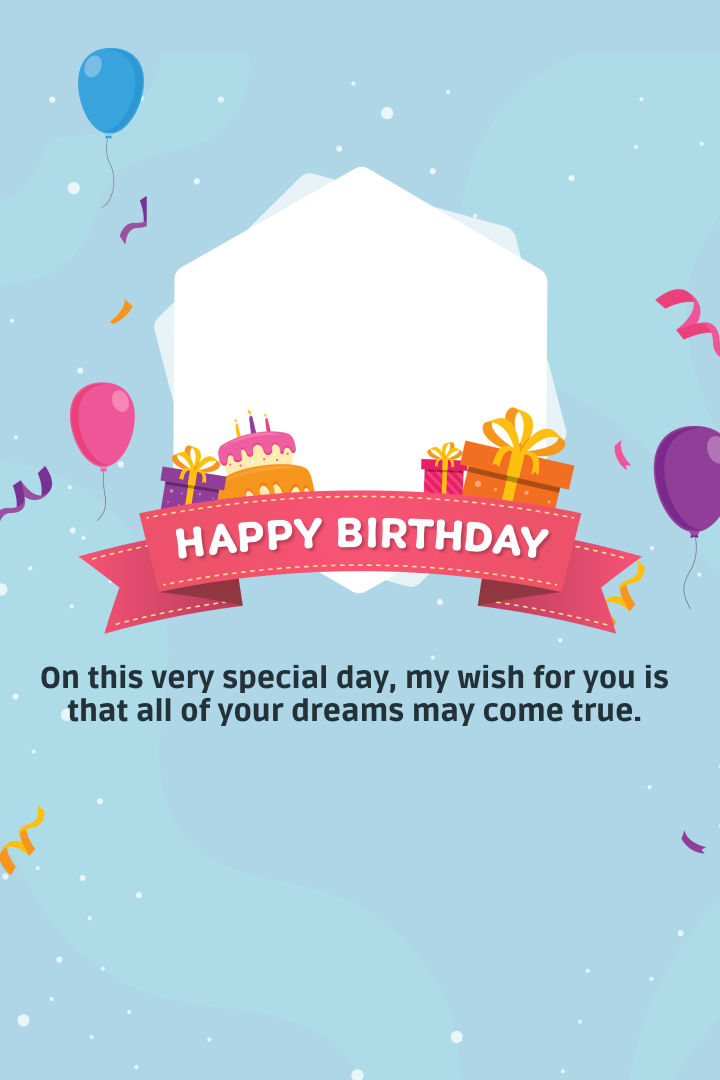 HAPPY BIRTHDAY
On this very special day, my wish for you is
that all of your dreams may come true.